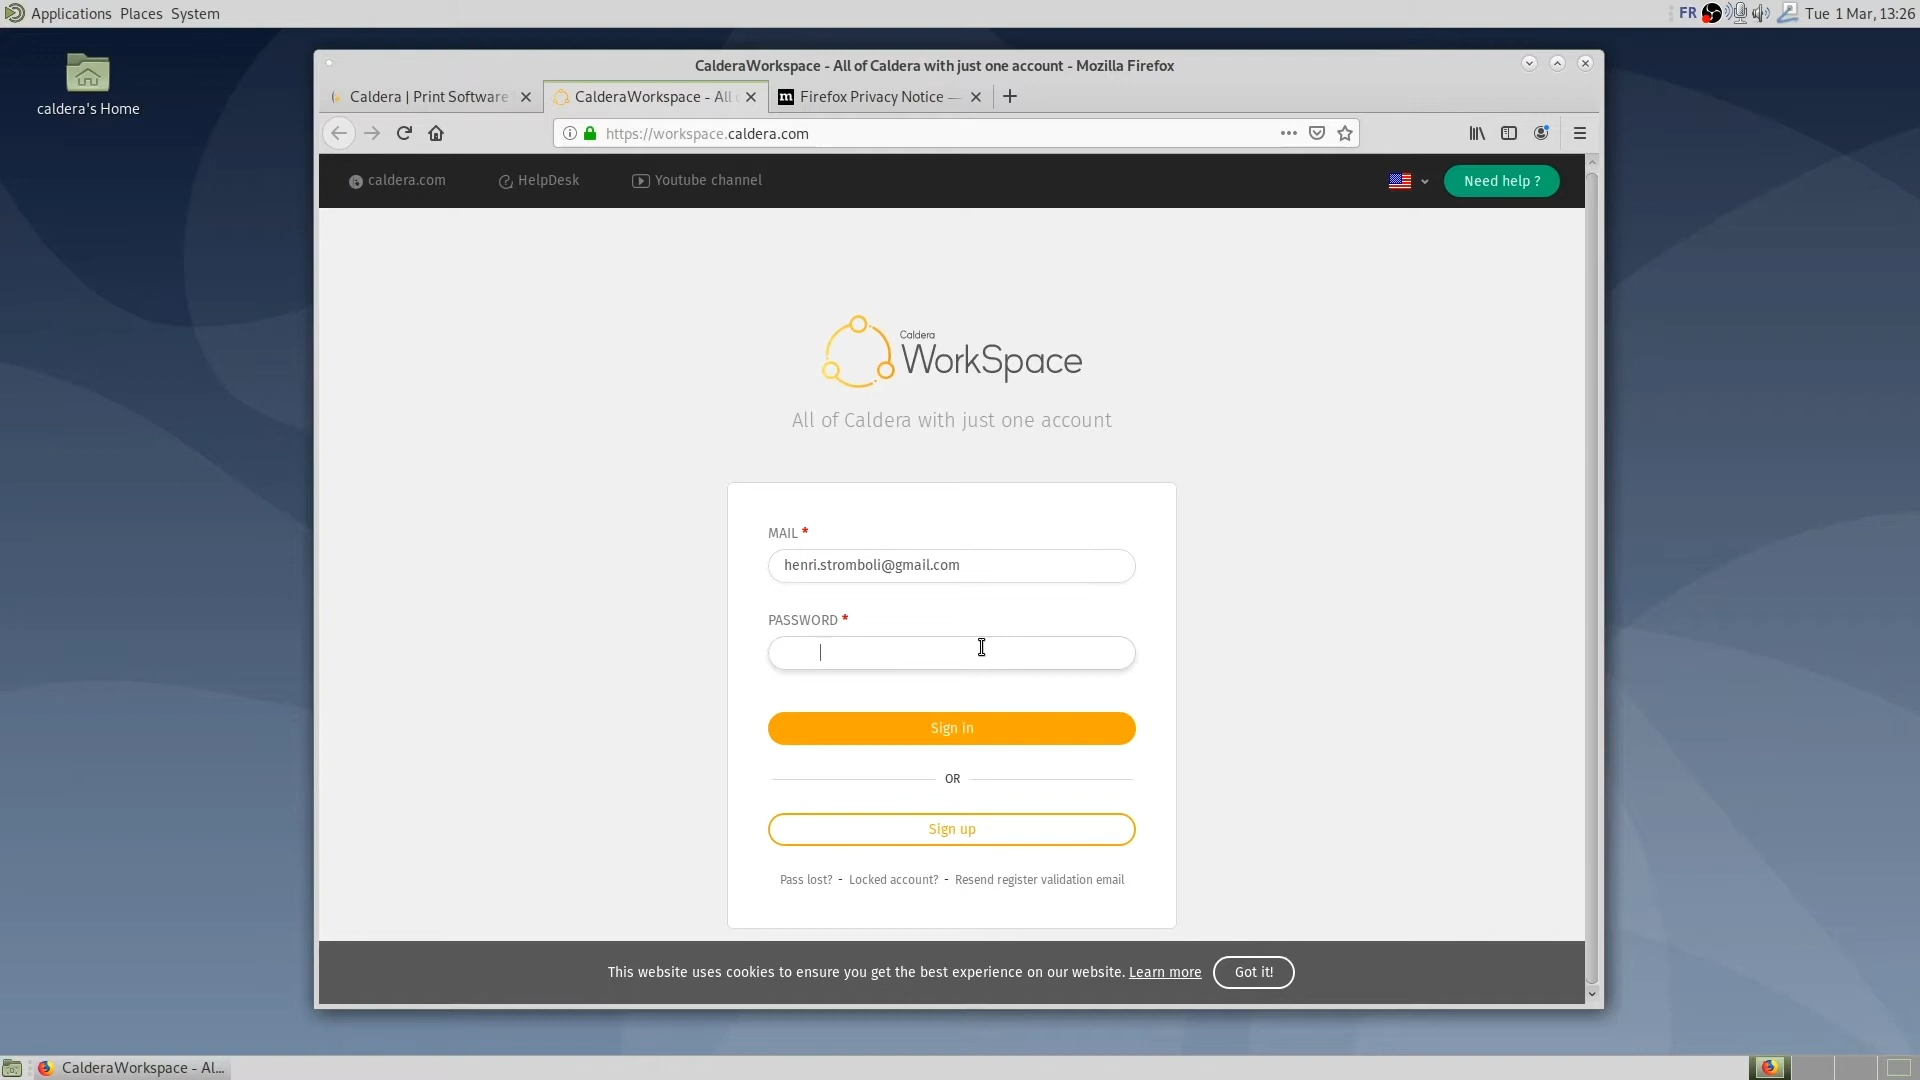 Applications Places System
FR Tue 1 Mar, 13:26
caldera's Home
CalderaWorkspace - All of Caldera with just one account - Mozilla Firefox
Caldera | Print Software
CalderaWorkspace - All
m Firefox Privacy Notice —
https://workspace.caldera.com
caldera.com
HelpDesk
Youtube channel
Need help ?
Caldera
WorkSpace
All of Caldera with just one account
MAIL *
henri.stromboli@gmail.com
PASSWORD *
Sign in
OR
Sign up
Pass lost? - Locked account? - Resend register validation email
This website uses cookies to ensure you get the best experience on our website. Learn more
Got it!
CalderaWorkspace - Al...